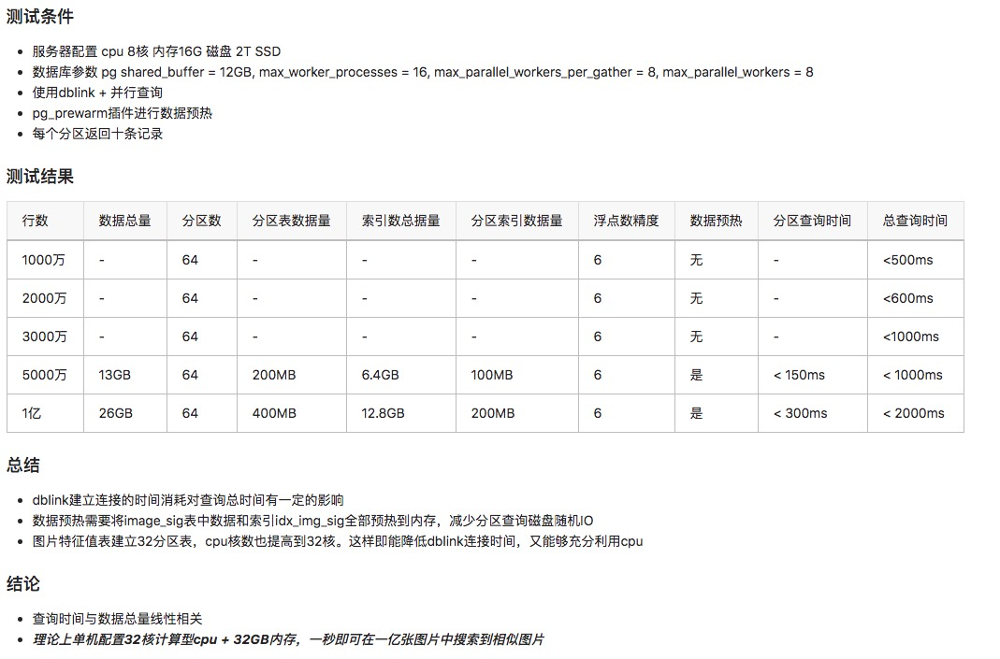 测试条件
服务器配置 cpu 8核 内存16G 磁盘 2T SSD
数据库参数 pg shared_buffer = 12GB, max_worker_processes = 16, max_parallel_workers_per_gather = 8, max_parallel_workers = 8
使用dblink + 并行查询
pg_prewarm插件进行数据预热
每个分区返回十条记录
测试结果
行数 数据总量 分区数 分区表数据量 索引数总据量 分区索引数据量 浮点数精度 数据预热 分区查询时间 总查询时间
1000万 - 64 - - - 6 无 - <500ms
2000万 - 64 - - - 6 无 - <600ms
3000万 - 64 - - - 6 无 - <1000ms
5000万 13GB 64 200MB 6.4GB 100MB 6 是 < 150ms < 1000ms
1亿 26GB 64 400MB 12.8GB 200MB 6 是 < 300ms < 2000ms
总结
dblink建立连接的时间消耗对查询总时间有一定的影响
数据预热需要将image_sig表中数据和索引idx_img_sig全部预热到内存，减少分区查询磁盘随机IO
图片特征值表建立32分区表，cpu核数也提高到32核。这样即能降低dblink连接时间，又能够充分利用cpu
结论
查询时间与数据总量线性相关
理论上单机配置32核计算型cpu + 32GB内存，一秒即可在一亿张图片中搜索到相似图片